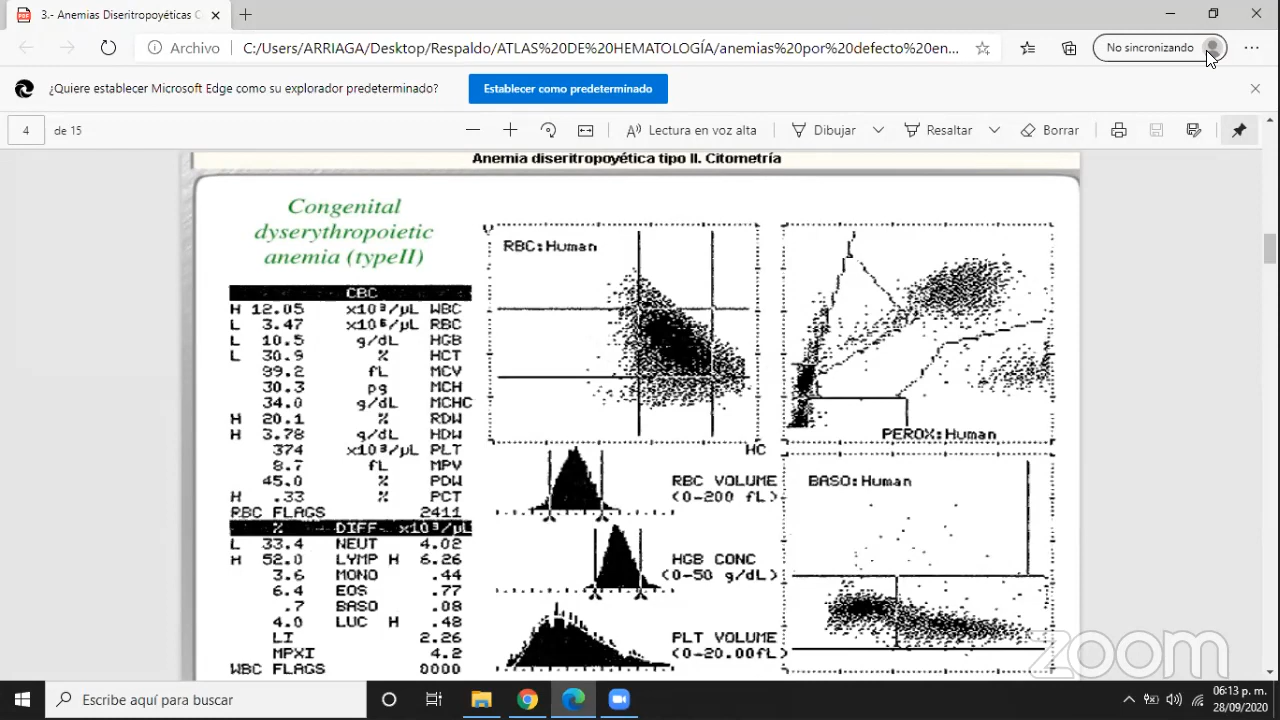 3.- Anemias Diseritropoyéticas C
Archivo
C:/Users/ARRIAGA/Desktop/Respaldo/ATLAS%20DE%20HEMATOLOGÍA/anemias%20por%20defecto%20en...
No sincronizando
¿Quiere establecer Microsoft Edge como su explorador predeterminado?
Establecer como predeterminado
4 de 15
Lectura en voz alta
Dibujar
Resaltar
Borrar
Anemia diseritropoyética tipo II. Citometría
Congenital
dyserythropoietic
anemia (typeII)
CBC
H 12.05 x10³/µL WBC
L 3.47 x10⁶/µL RBC
L 10.5 g/dL HGB
L 30.9 % HCT
89.2 fL MCV
30.3 pg MCH
34.0 g/dL MCHC
H 20.1 % RDW
H 3.78 g/dL HDW
374 x10³/µL PLT
8.7 fL MPV
45.0 % PDW
H .33 % PCT
RBC FLAGS 2411
% DIFF x10³/µL
L 33.4 NEUT 4.02
H 52.0 LYMP H 6.26
3.6 MONO .44
6.4 EOS .77
.7 BASO .08
4.0 LUC H .48
LI 2.26
MPXI 4.2
WBC FLAGS 0000
V
RBC:Human
HC
RBC VOLUME
(0-200 fL)
HGB CONC
(0-50 g/dL)
PLT VOLUME
(0-20.00fL)
PEROX:Human
BASO:Human
zoom
Escribe aquí para buscar
06:13 p. m.
28/09/2020